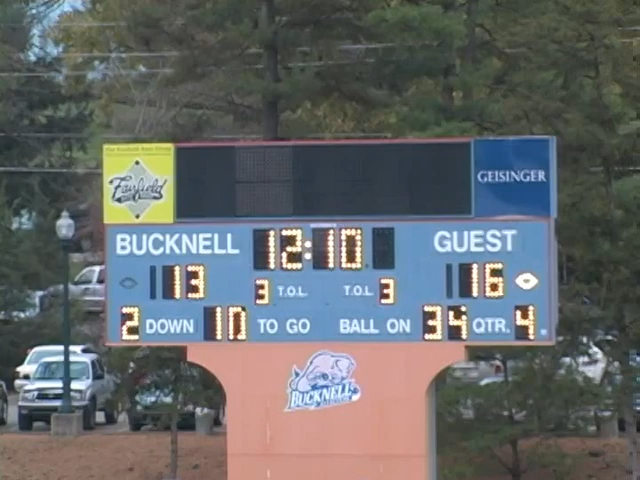 Fairfield
GEISINGER
BUCKNELL 12:10 GUEST
13 3 T.O.L. T.O.L. 3 16
2 DOWN 10 TO GO BALL ON 34 QTR. 4
BUCKNELL